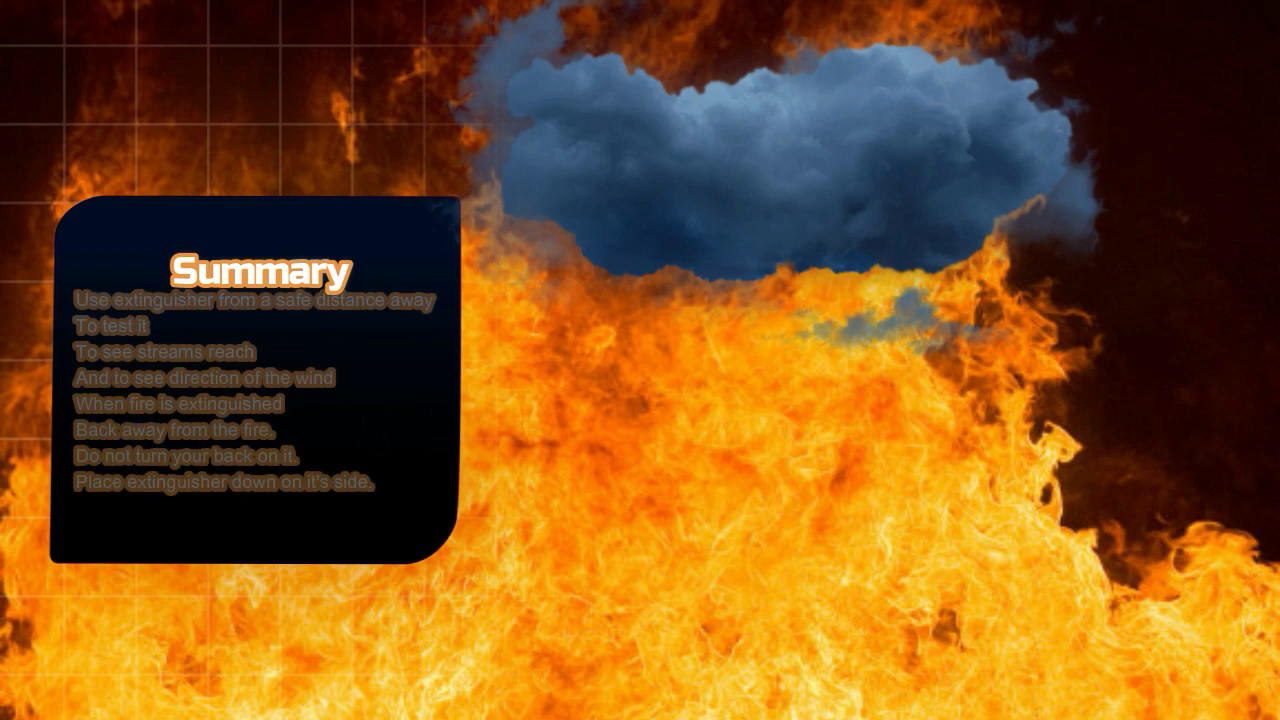 Summary
Use extinguisher from a safe distance away
To test it
To see streams reach
And to see direction of the wind
When fire is extinguished
Back away from the fire.
Do not turn your back on it.
Place extinguisher down on it's side.